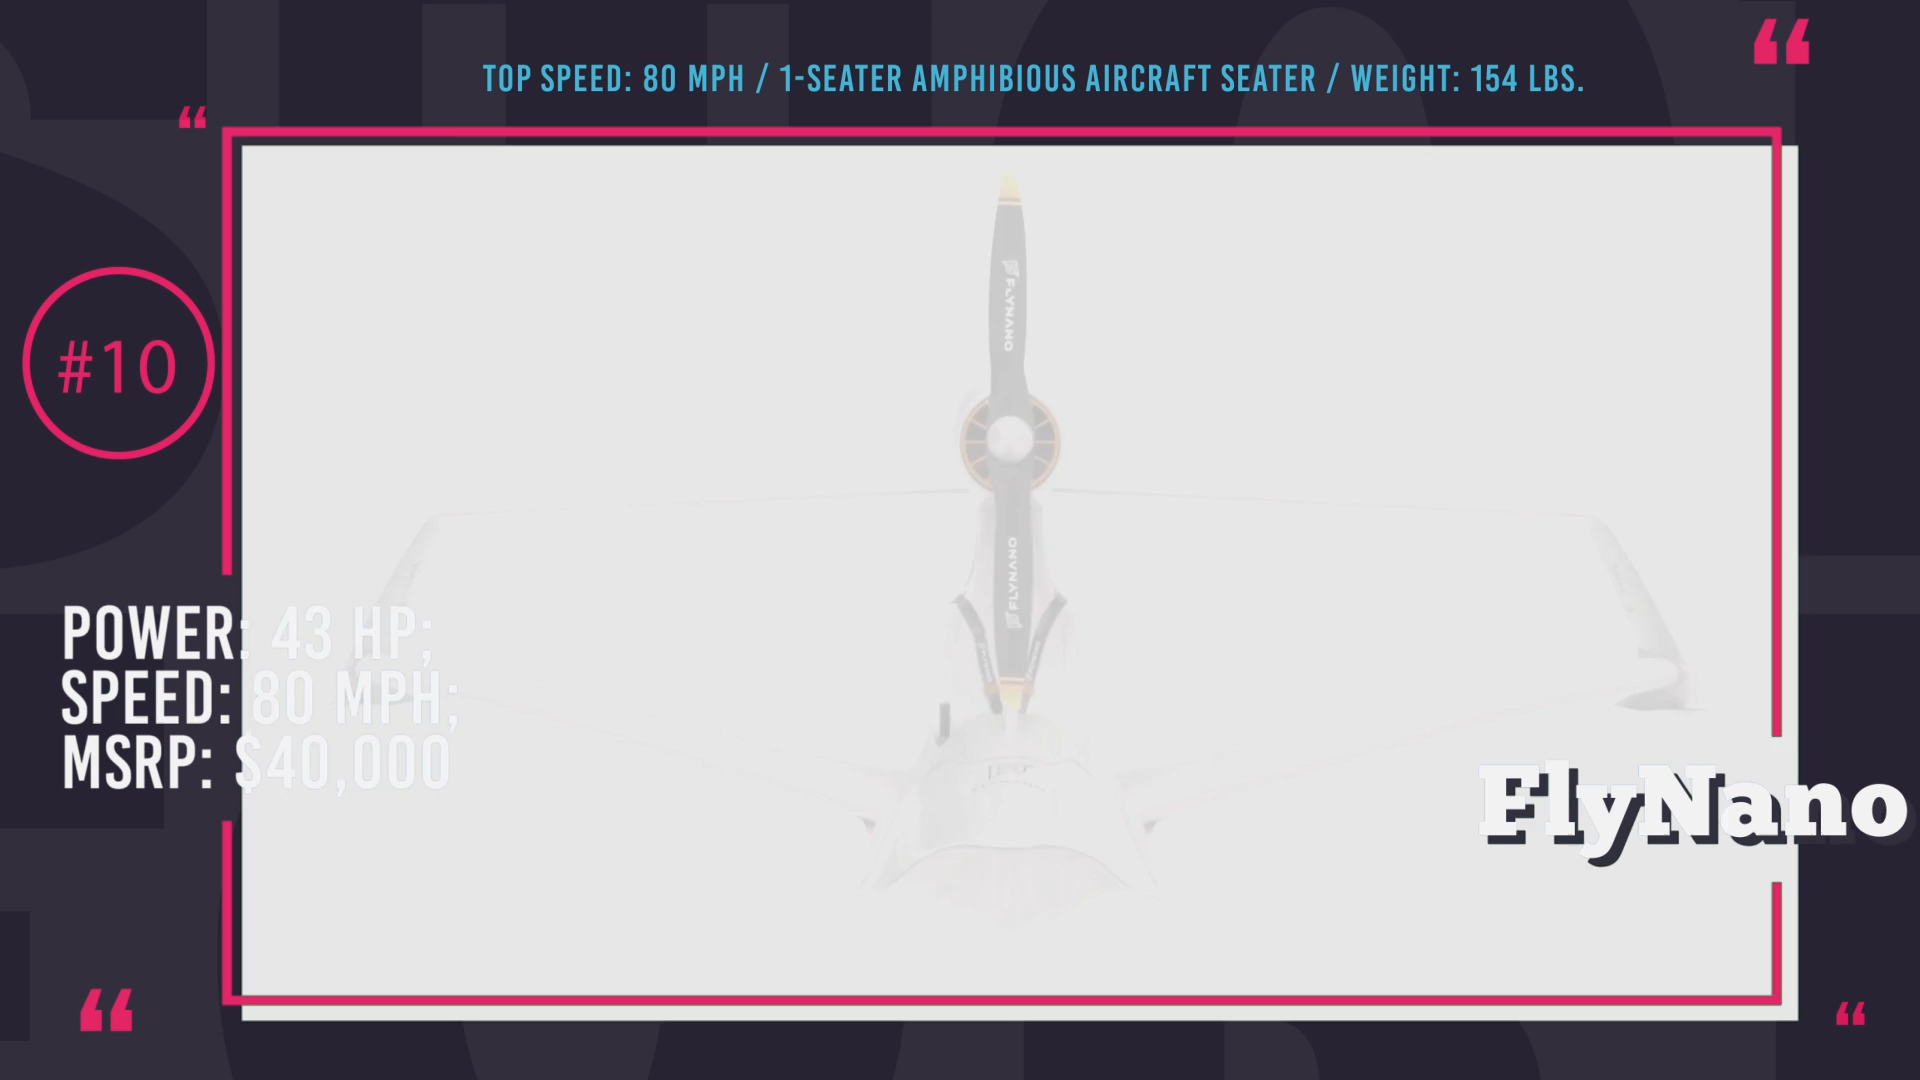 TOP SPEED: 80 MPH / 1-SEATER AMPHIBIOUS AIRCRAFT SEATER / WEIGHT: 154 LBS.
#10
FLYNANO
FLYNANO
POWER: 43 HP;
SPEED: 80 MPH;
MSRP: $40,000
FlyNano